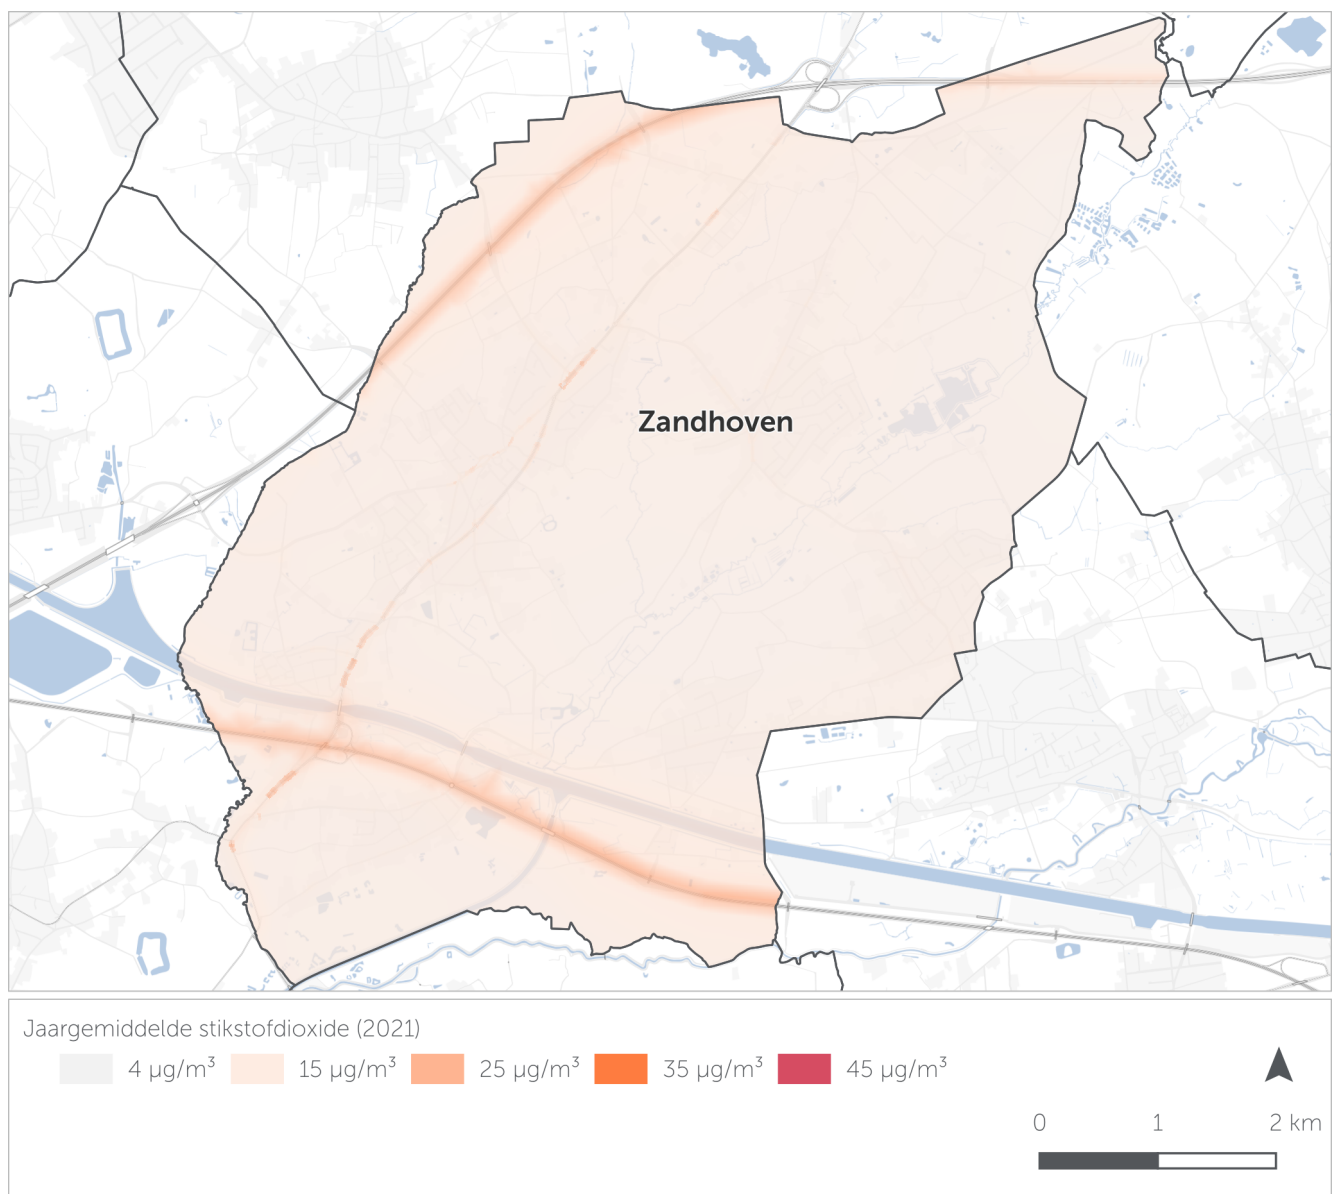 Zandhoven
Jaargemiddelde stikstofdioxide (2021)
4 µg/m³ 15 µg/m³ 25 µg/m³ 35 µg/m³ 45 µg/m³
0 1 2 km